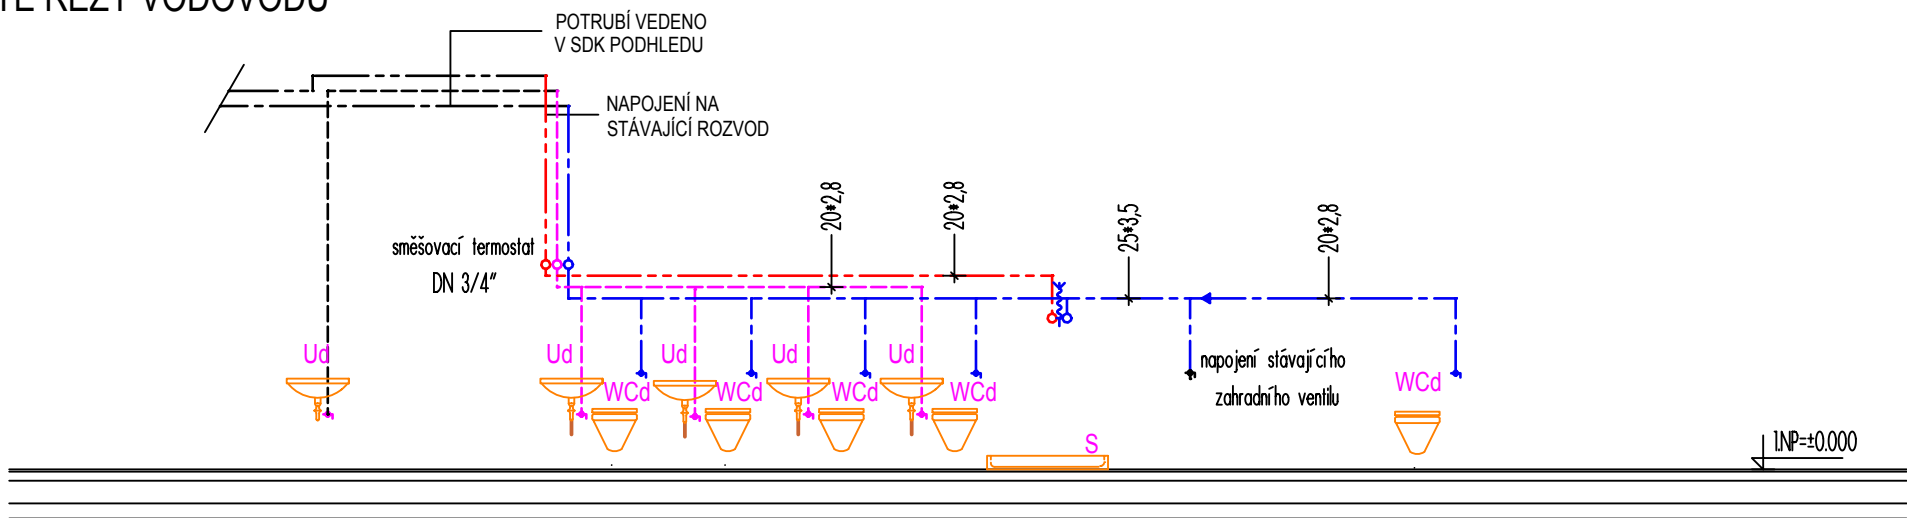 ŘEZY VODOVODU
POTRUBÍ VEDENO
V SDK PODHLEDU
NAPOJENÍ NA
STÁVAJÍCÍ ROZVOD
směšovací termostat
DN 3/4"
20*2,8
20*2,8
25*3,5
20*2,8
Ud
Ud
Ud
Ud
Ud
WCd
WCd
WCd
WCd
WCd
napojení stávajícího
zahradního ventilu
S
1.NP=±0.000